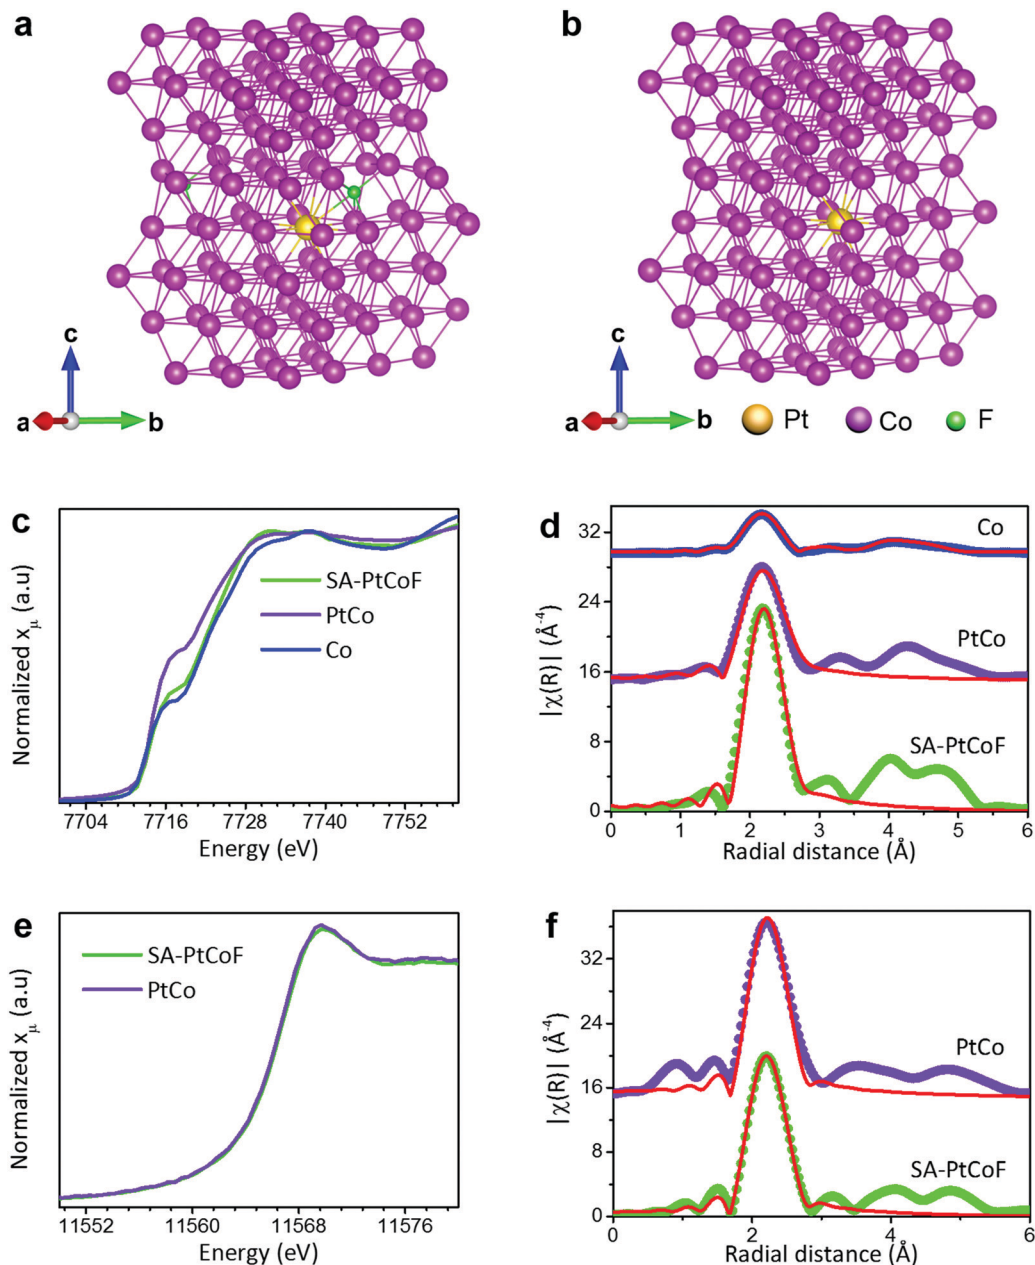 a
b
c
a
b
c
a
b
Pt
Co
F
c
Normalized xμ (a.u)
SA-PtCoF
PtCo
Co
7704 7716 7728 7740 7752
Energy (eV)
d
|χ(R)| (Å-4)
32
24
16
8
0
Co
PtCo
SA-PtCoF
0 1 2 3 4 5 6
Radial distance (Å)
e
Normalized xμ (a.u)
SA-PtCoF
PtCo
11552 11560 11568 11576
Energy (eV)
f
|χ(R)| (Å-4)
32
24
16
8
0
PtCo
SA-PtCoF
0 2 4 6
Radial distance (Å)